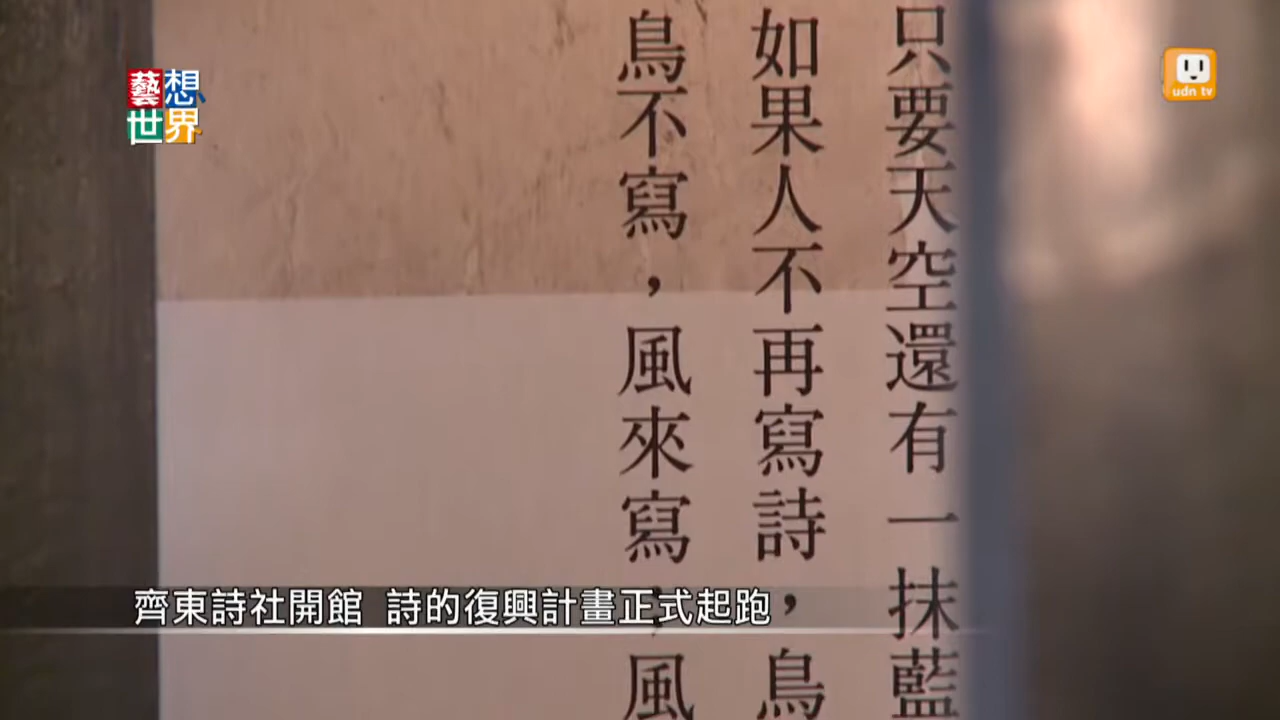 藝想
世界
udn tv
只要天空還有一抹藍
如果人不再寫詩，鳥
鳥不寫，風來寫，風
齊東詩社開館 詩的復興計畫正式起跑